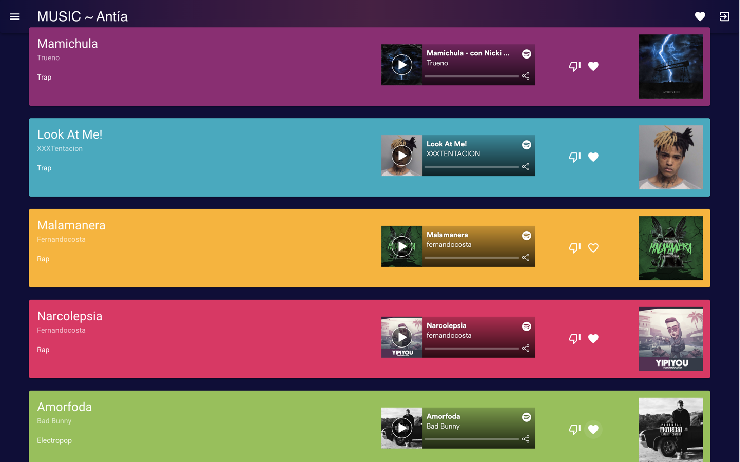 MUSIC ~ Antía
Mamichula
Trueno
Trap
Mamichula - con Nicki ...
Trueno
Look At Me!
XXXTentacion
Trap
Look At Me!
XXXTENTACION
Malamanera
Fernandocosta
Rap
Malamanera
fernandocosta
MALAMANERA
Narcolepsia
Fernandocosta
Rap
Narcolepsia
fernandocosta
YIPIYOU
YIPIYOU
Amorfoda
Bad Bunny
Electropop
Amorfoda
Bad Bunny